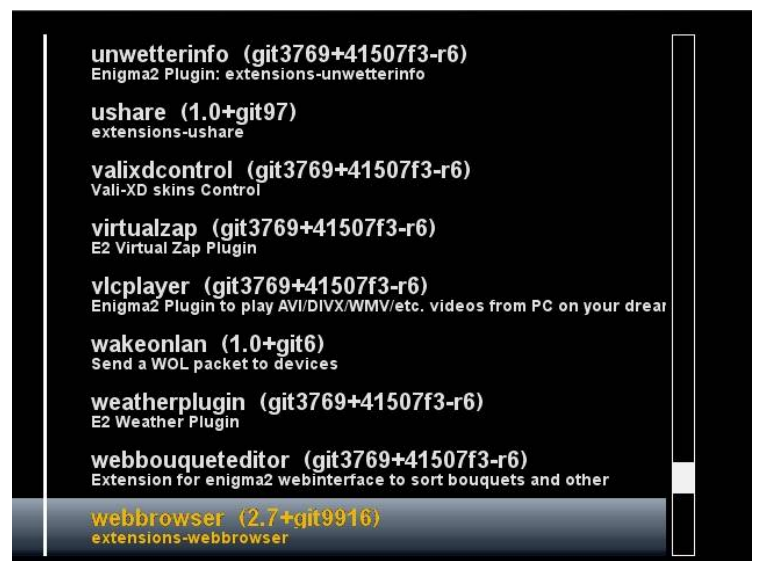 unwetterinfo (git3769+41507f3-r6)
Enigma2 Plugin: extensions-unwetterinfo
ushare (1.0+git97)
extensions-ushare
valixdcontrol (git3769+41507f3-r6)
Vali-XD skins Control
virtualzap (git3769+41507f3-r6)
E2 Virtual Zap Plugin
vlcplayer (git3769+41507f3-r6)
Enigma2 Plugin to play AVI/DIVX/WMV/etc. videos from PC on your drear
wakeonlan (1.0+git6)
Send a WOL packet to devices
weatherplugin (git3769+41507f3-r6)
E2 Weather Plugin
webbouqueteditor (git3769+41507f3-r6)
Extension for enigma2 webinterface to sort bouquets and other
webbrowser (2.7+git9916)
extensions-webbrowser